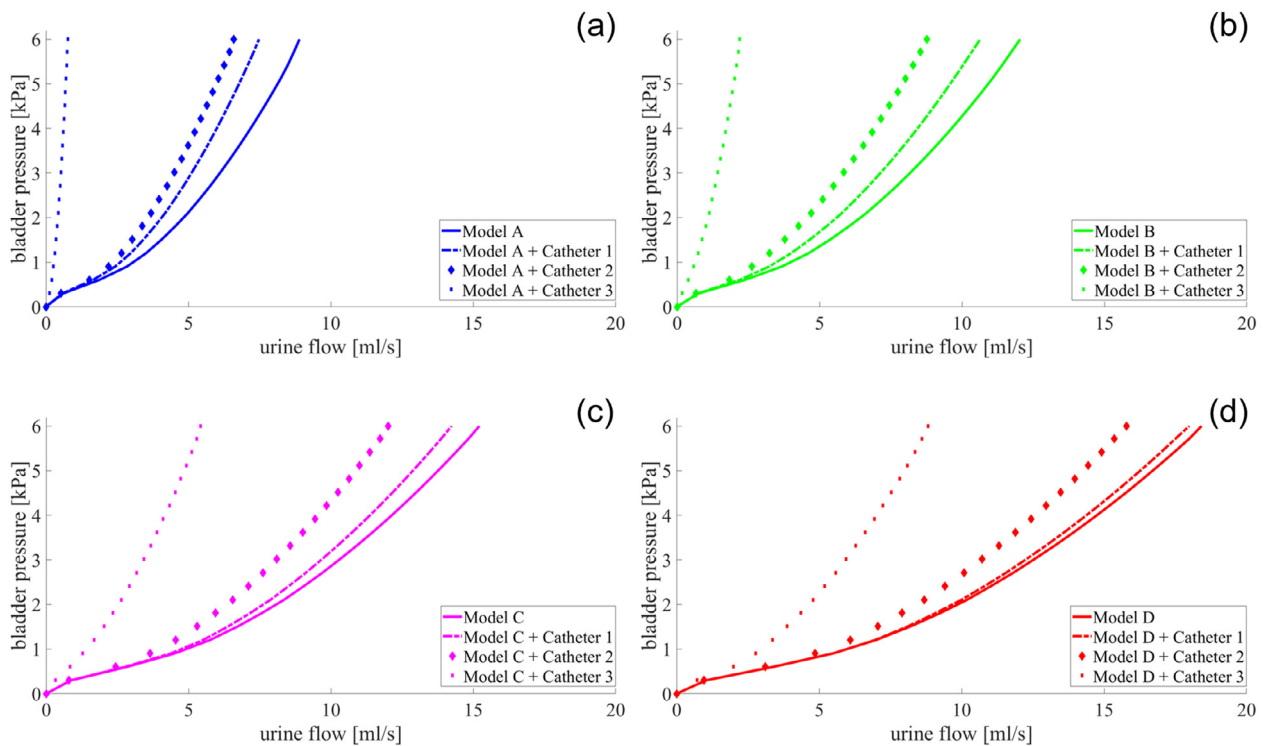 (a)
bladder pressure [kPa]
6
5
4
3
2
1
0
0 5 10 15 20
urine flow [ml/s]
Model A
Model A + Catheter 1
Model A + Catheter 2
Model A + Catheter 3
(b)
bladder pressure [kPa]
6
5
4
3
2
1
0
0 5 10 15 20
urine flow [ml/s]
Model B
Model B + Catheter 1
Model B + Catheter 2
Model B + Catheter 3
(c)
bladder pressure [kPa]
6
5
4
3
2
1
0
0 5 10 15 20
urine flow [ml/s]
Model C
Model C + Catheter 1
Model C + Catheter 2
Model C + Catheter 3
(d)
bladder pressure [kPa]
6
5
4
3
2
1
0
0 5 10 15 20
urine flow [ml/s]
Model D
Model D + Catheter 1
Model D + Catheter 2
Model D + Catheter 3